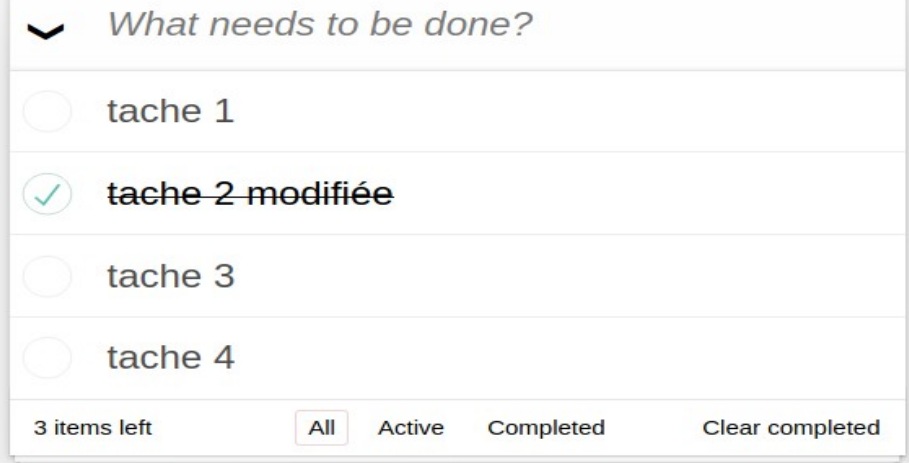 What needs to be done?
tache 1
tache 2 modifiée
tache 3
tache 4
3 items left All Active Completed Clear completed